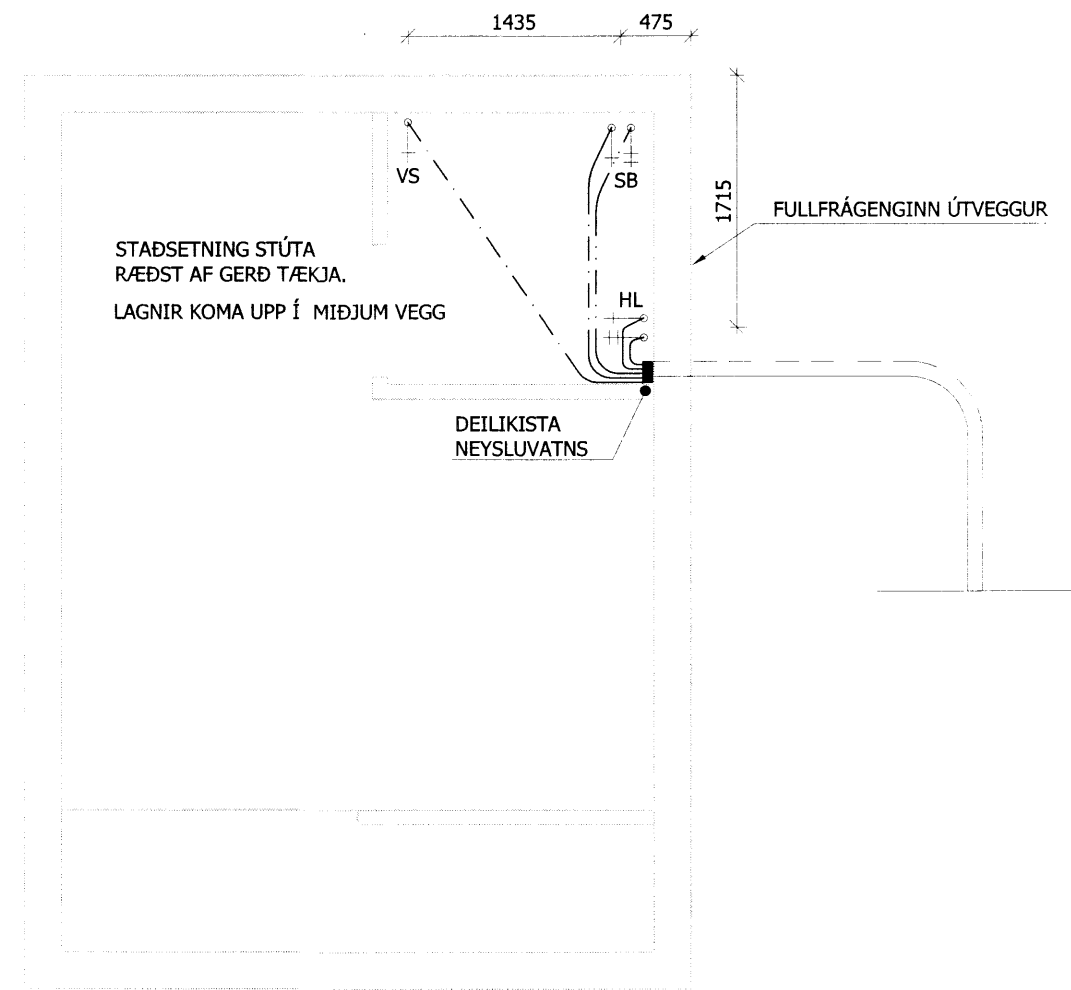 1435
475
VS
SB
1715
FULLFRÁGENGINN ÚTVEGGUR
STAÐSETNING STÚTA
RÆÐST AF GERÐ TÆKJA.
LAGNIR KOMA UPP Í MIÐJUM VEGG
HL
DEILIKISTA
NEYSLUVATNS